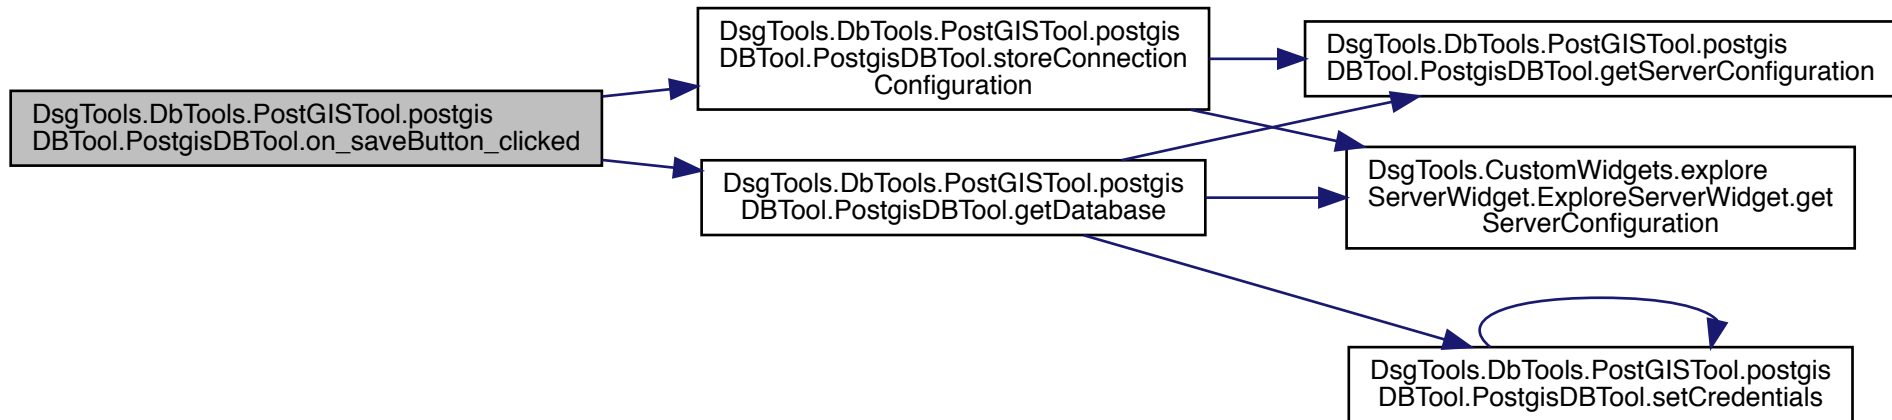 DsgTools.DbTools.PostGISTool.postgis
DBTool.PostgisDBTool.on_saveButton_clicked
DsgTools.DbTools.PostGISTool.postgis
DBTool.PostgisDBTool.storeConnection
Configuration
DsgTools.DbTools.PostGISTool.postgis
DBTool.PostgisDBTool.getDatabase
DsgTools.DbTools.PostGISTool.postgis
DBTool.PostgisDBTool.getServerConfiguration
DsgTools.CustomWidgets.explore
ServerWidget.ExploreServerWidget.get
ServerConfiguration
DsgTools.DbTools.PostGISTool.postgis
DBTool.PostgisDBTool.setCredentials